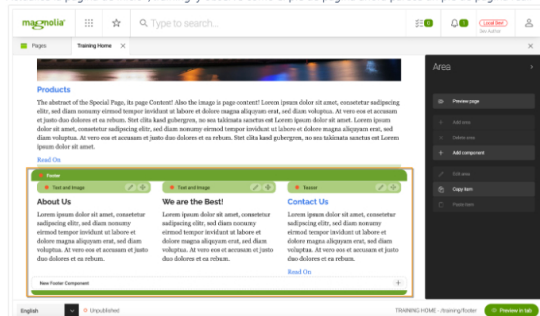 magnolia
Type to search...
0
1
Local Dev
Dev Author
Pages
Training Home
Products
The abstract of the Special Page, its page Content! Also the image is page content! Lorem ipsum dolor sit amet, consetetur sadipscing
elitr, sed diam nonumy eirmod tempor invidunt ut labore et dolore magna aliquyam erat, sed diam voluptua. At vero eos et accusam et
justo duo dolores et ea rebum. Stet clita kasd gubergren, no sea takimata sanctus est Lorem ipsum dolor sit amet. Lorem ipsum
dolor sit amet, consetetur sadipscing elitr, sed diam nonumy eirmod tempor invidunt ut labore et dolore magna aliquyam erat, sed
diam voluptua. At vero eos et accusam et justo duo dolores et ea rebum. Stet clita kasd gubergren, no sea takimata sanctus est Lorem
ipsum dolor sit amet.
Read On
Footer
Text and Image
Text and Image
Teaser
About Us
We are the Best!
Contact Us
Lorem ipsum dolor sit amet, consetetur
sadipscing elitr, sed diam nonumy
eirmod tempor invidunt ut labore et
dolore magna aliquyam erat, sed diam
voluptua. At vero eos et accusam et justo
duo dolores et ea rebum.
Lorem ipsum dolor sit amet, consetetur
sadipscing elitr, sed diam nonumy
eirmod tempor invidunt ut labore et
dolore magna aliquyam erat, sed diam
voluptua. At vero eos et accusam et justo
duo dolores et ea rebum.
Lorem ipsum dolor sit amet, consetetur
sadipscing elitr, sed diam nonumy
eirmod tempor invidunt ut labore et
dolore magna aliquyam erat, sed diam
voluptua. At vero eos et accusam et justo
duo dolores et ea rebum.
Read On
New Footer Component
Area
Preview page
Add area
Delete area
Add component
Edit area
Copy item
Paste item
English
Unpublished
TRAINING HOME - /training/footer
Preview in tab